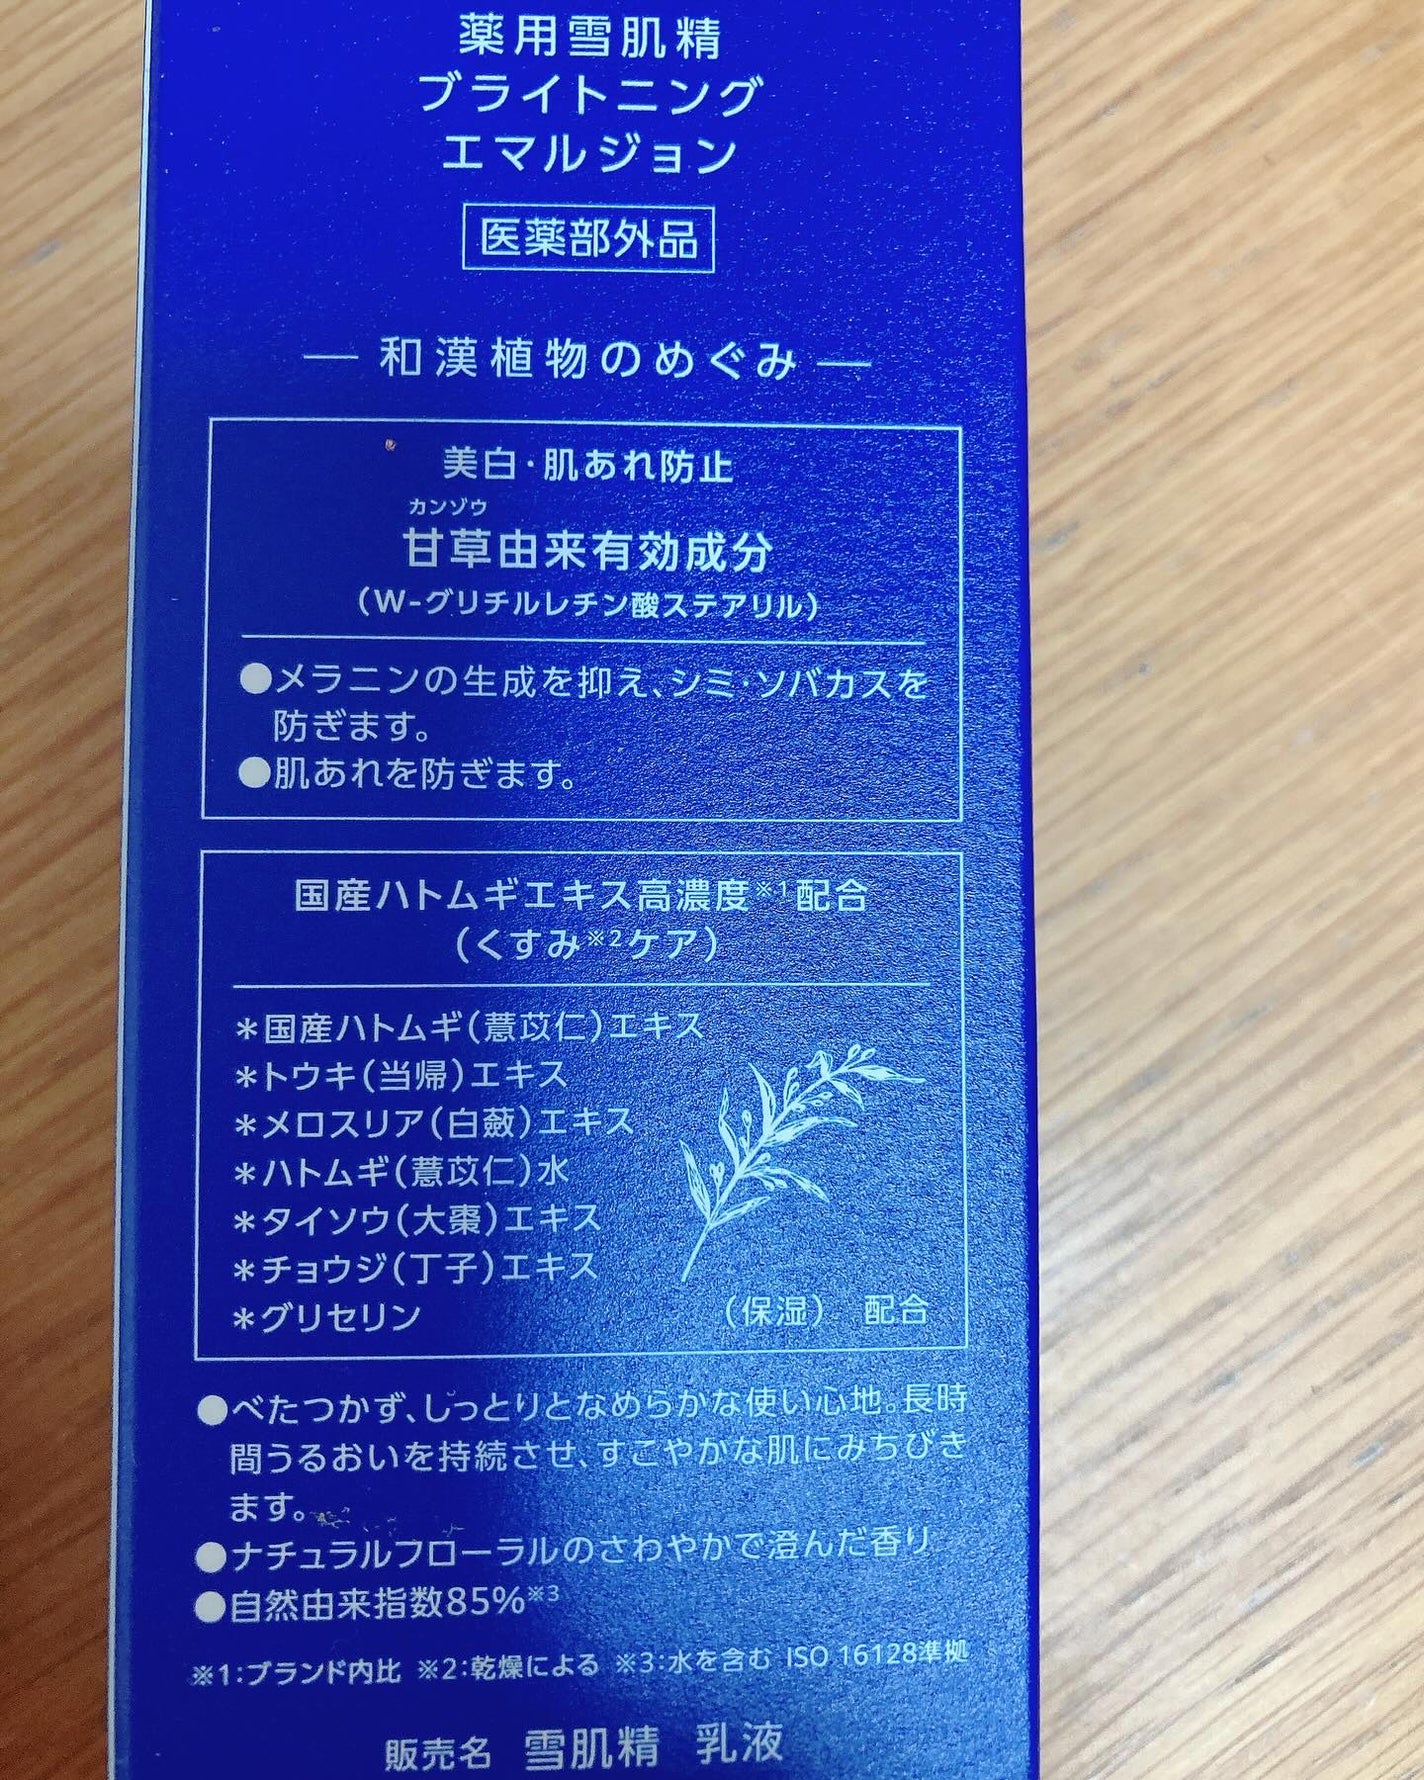 薬用雪肌精
ブライトニング
エマルジョン
医薬部外品
― 和漢植物のめぐみ ―
美白・肌あれ防止
カンゾウ
甘草由来有効成分
（W-グリチルレチン酸ステアリル）
●メラニンの生成を抑え、シミ・ソバカスを
防ぎます。
●肌あれを防ぎます。
国産ハトムギエキス高濃度※1配合
（くすみ※2ケア）
＊国産ハトムギ（薏苡仁）エキス
＊トウキ（当帰）エキス
＊メロスリア（白蘞）エキス
＊ハトムギ（薏苡仁）水
＊タイソウ（大棗）エキス
＊チョウジ（丁子）エキス
＊グリセリン （保湿） 配合
●べたつかず、しっとりとなめらかな使い心地。長時
間うるおいを持続させ、すこやかな肌にみちびき
ます。
●ナチュラルフローラルのさわやかで澄んだ香り
●自然由来指数85%※3
※1：ブランド内比 ※2：乾燥による ※3：水を含む ISO 16128準拠
販売名 雪肌精 乳液